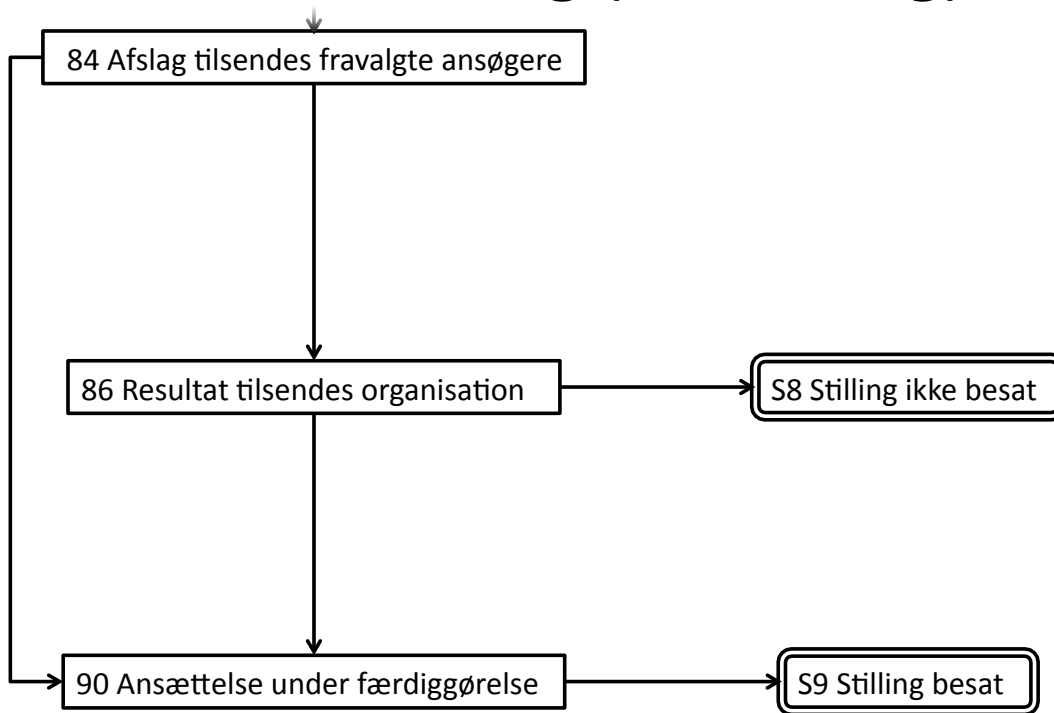 84 Afslag tilsendes fravalgte ansøgere
86 Resultat tilsendes organisation
S8 Stilling ikke besat
90 Ansættelse under færdiggørelse
S9 Stilling besat